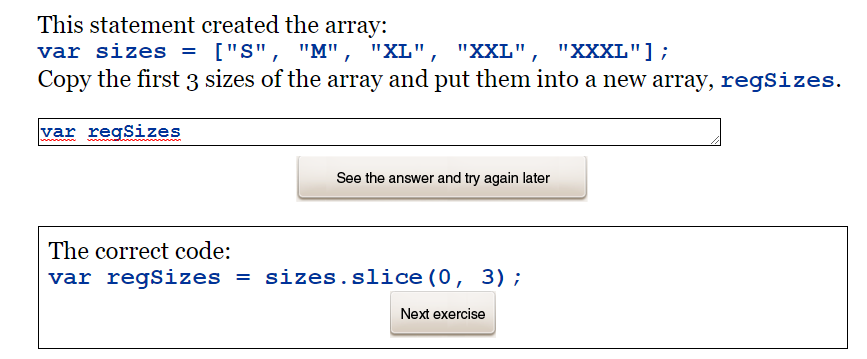 This statement created the array:
var sizes = ["S", "M", "XL", "XXL", "XXXL"];
Copy the first 3 sizes of the array and put them into a new array, regSizes.
var regSizes
See the answer and try again later
The correct code:
var regSizes = sizes.slice(0, 3);
Next exercise